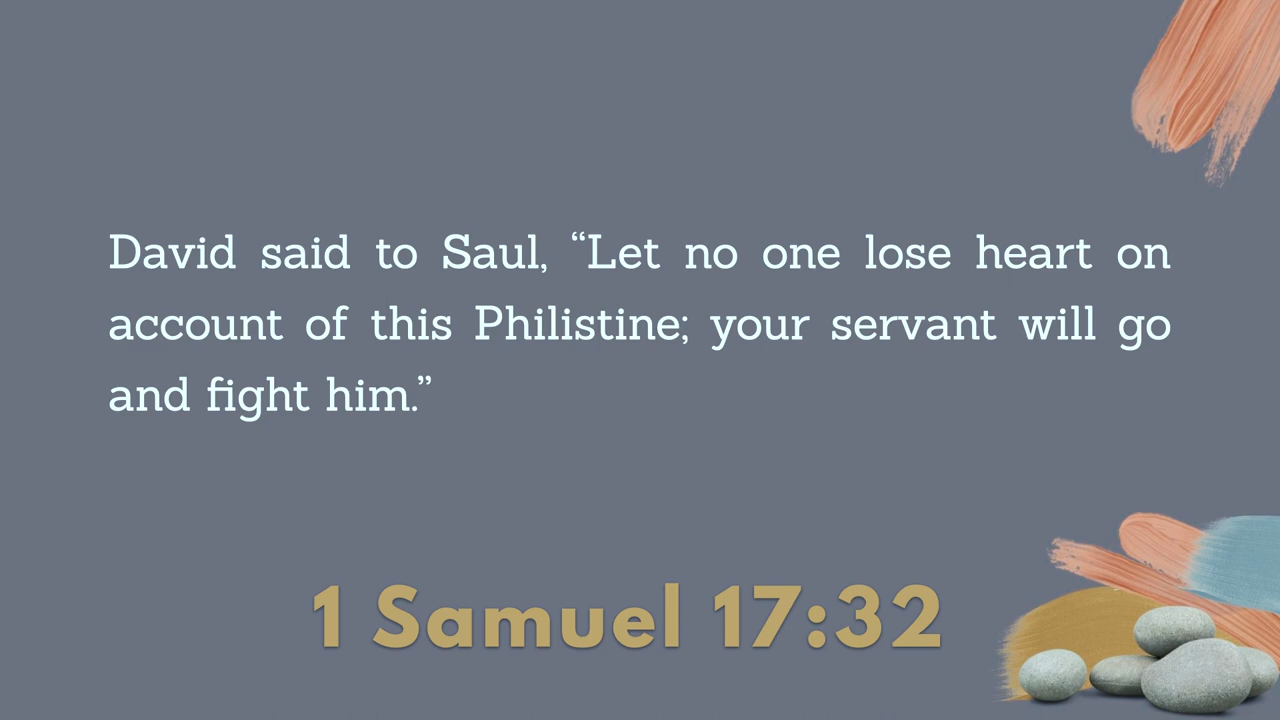 David said to Saul, “Let no one lose heart on
account of this Philistine; your servant will go
and fight him.”
1 Samuel 17:32